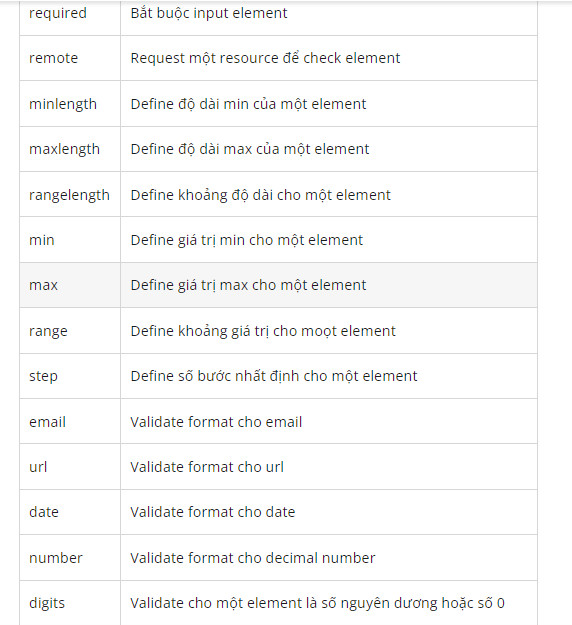 required Bắt buộc input element
remote Request một resource để check element
minlength Define độ dài min của một element
maxlength Define độ dài max của một element
rangelength Define khoảng độ dài cho một element
min Define giá trị min cho một element
max Define giá trị max cho một element
range Define khoảng giá trị cho moọt element
step Define số bước nhất định cho một element
email Validate format cho email
url Validate format cho url
date Validate format cho date
number Validate format cho decimal number
digits Validate cho một element là số nguyên dương hoặc số 0